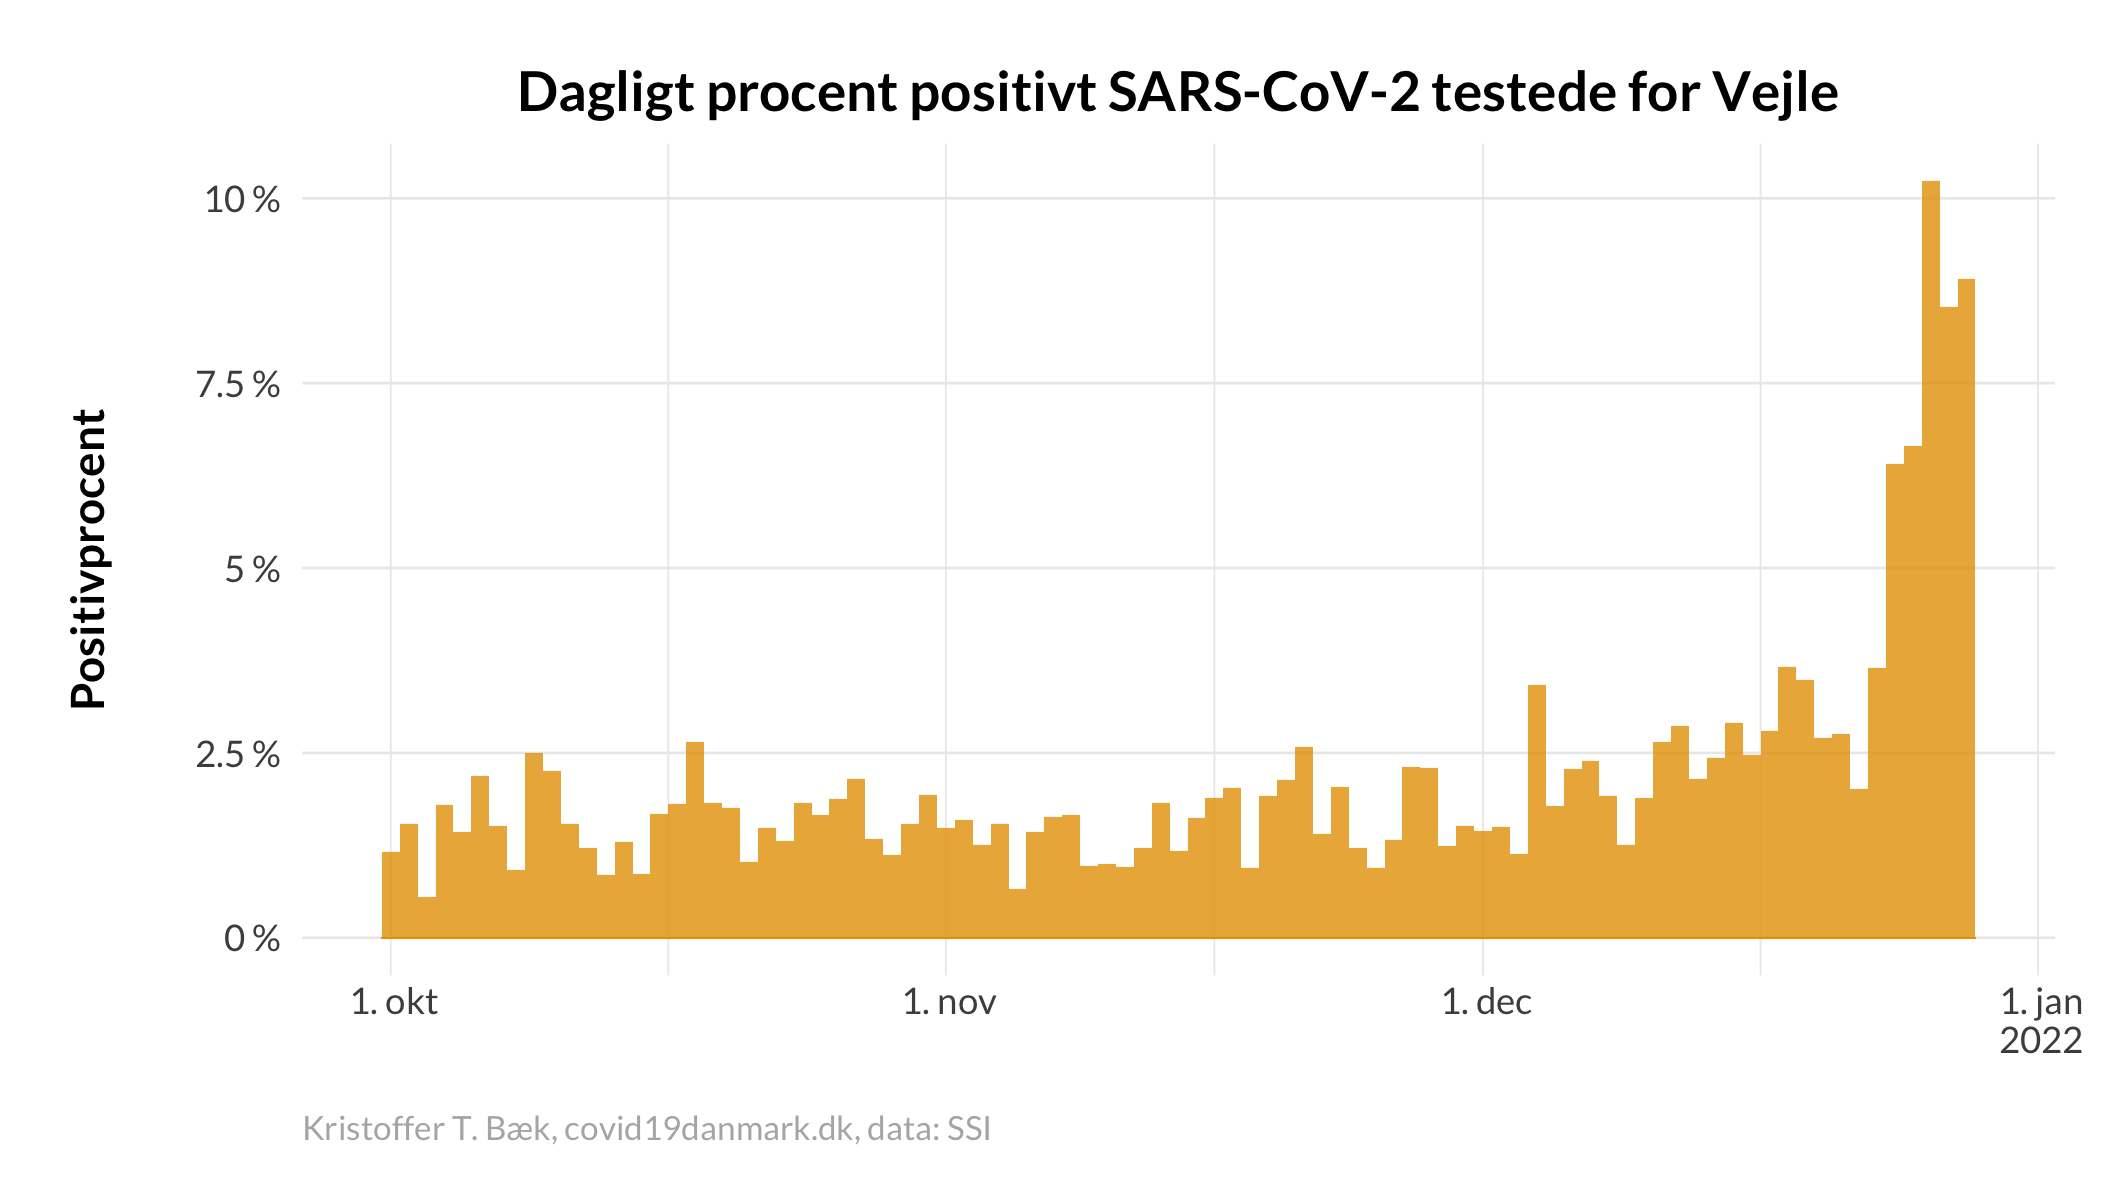 Dagligt procent positivt SARS-CoV-2 testede for Vejle
Positivprocent
10 %
7.5 %
5 %
2.5 %
0 %
1. okt
1. nov
1. dec
1. jan
2022
Kristoffer T. Bæk, covid19danmark.dk, data: SSI